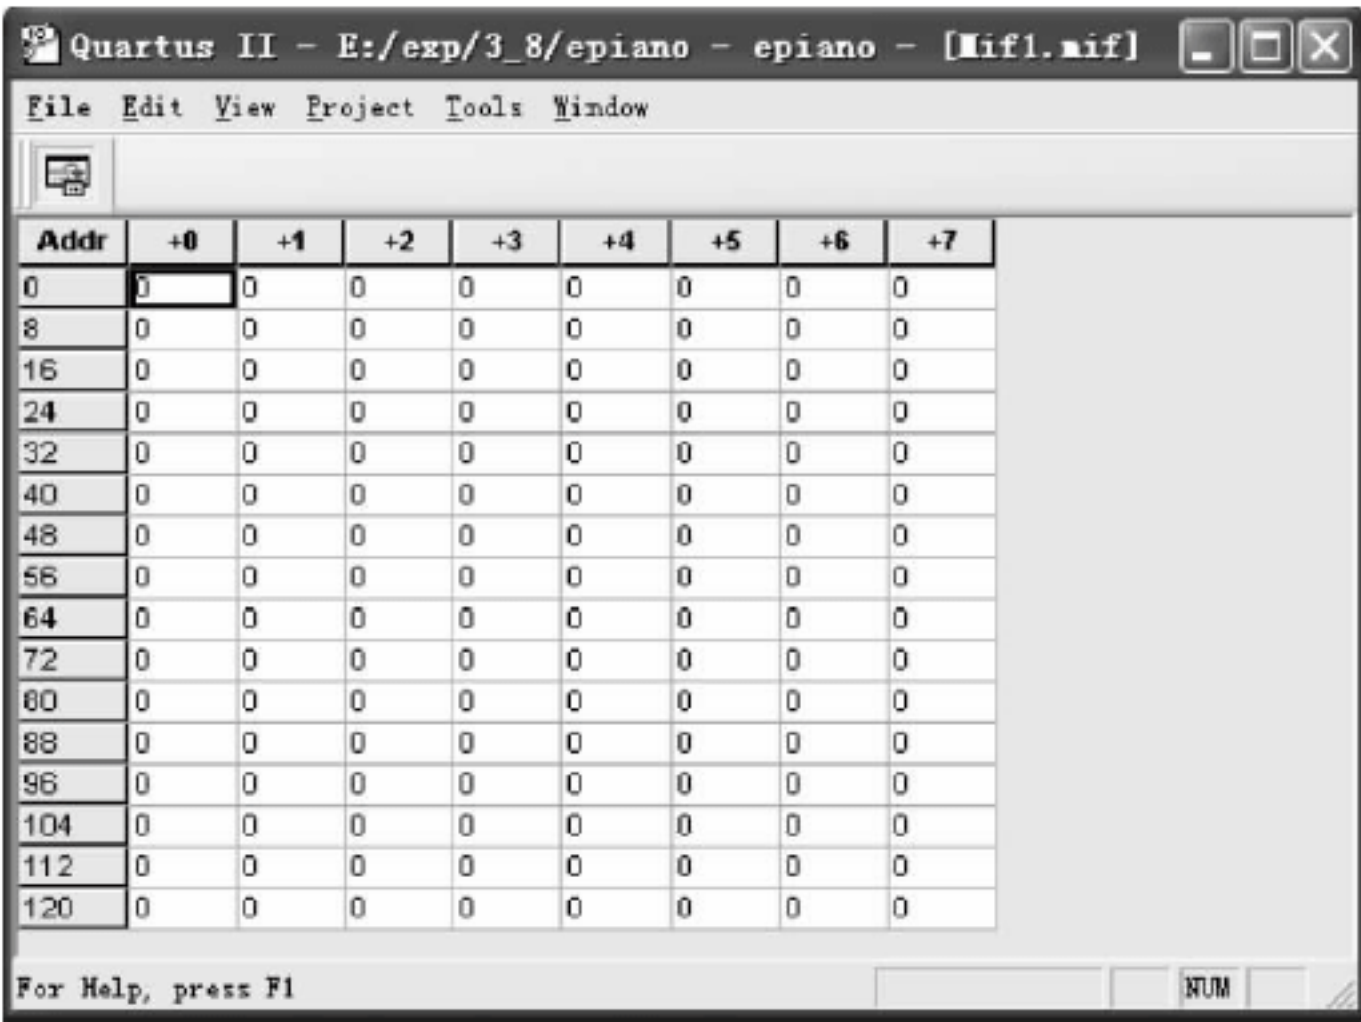 Quartus II - E:/exp/3_8/epiano - epiano - [Mif1.mif]
File Edit View Project Tools Window
Addr +0 +1 +2 +3 +4 +5 +6 +7
0 0 0 0 0 0 0 0 0
8 0 0 0 0 0 0 0 0
16 0 0 0 0 0 0 0 0
24 0 0 0 0 0 0 0 0
32 0 0 0 0 0 0 0 0
40 0 0 0 0 0 0 0 0
48 0 0 0 0 0 0 0 0
56 0 0 0 0 0 0 0 0
64 0 0 0 0 0 0 0 0
72 0 0 0 0 0 0 0 0
80 0 0 0 0 0 0 0 0
88 0 0 0 0 0 0 0 0
96 0 0 0 0 0 0 0 0
104 0 0 0 0 0 0 0 0
112 0 0 0 0 0 0 0 0
120 0 0 0 0 0 0 0 0
For Help, press F1 NUM